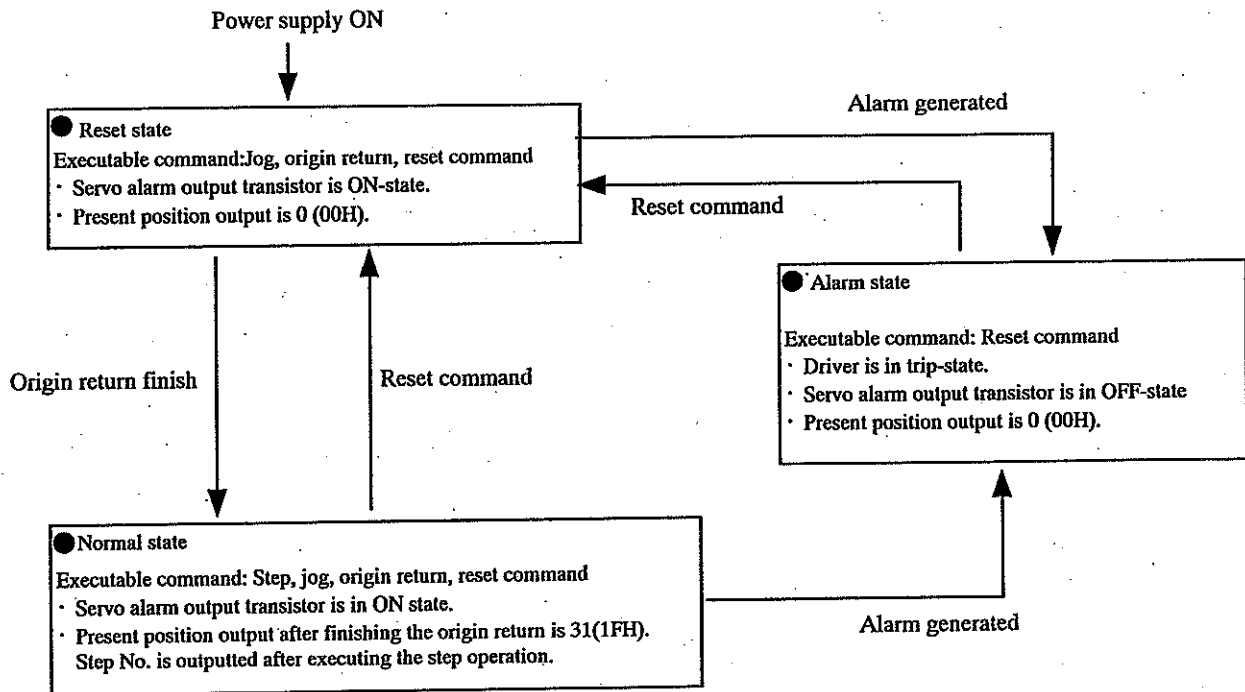 Power supply ON
Alarm generated
● Reset state
Executable command:Jog, origin return, reset command
・ Servo alarm output transistor is ON-state.
・ Present position output is 0 (00H).
Reset command
● Alarm state
Executable command: Reset command
・ Driver is in trip-state.
・ Servo alarm output transistor is in OFF-state
・ Present position output is 0 (00H).
Origin return finish
Reset command
●Normal state
Executable command: Step, jog, origin return, reset command
・ Servo alarm output transistor is in ON state.
・ Present position output after finishing the origin return is 31(1FH).
Step No. is outputted after executing the step operation.
Alarm generated